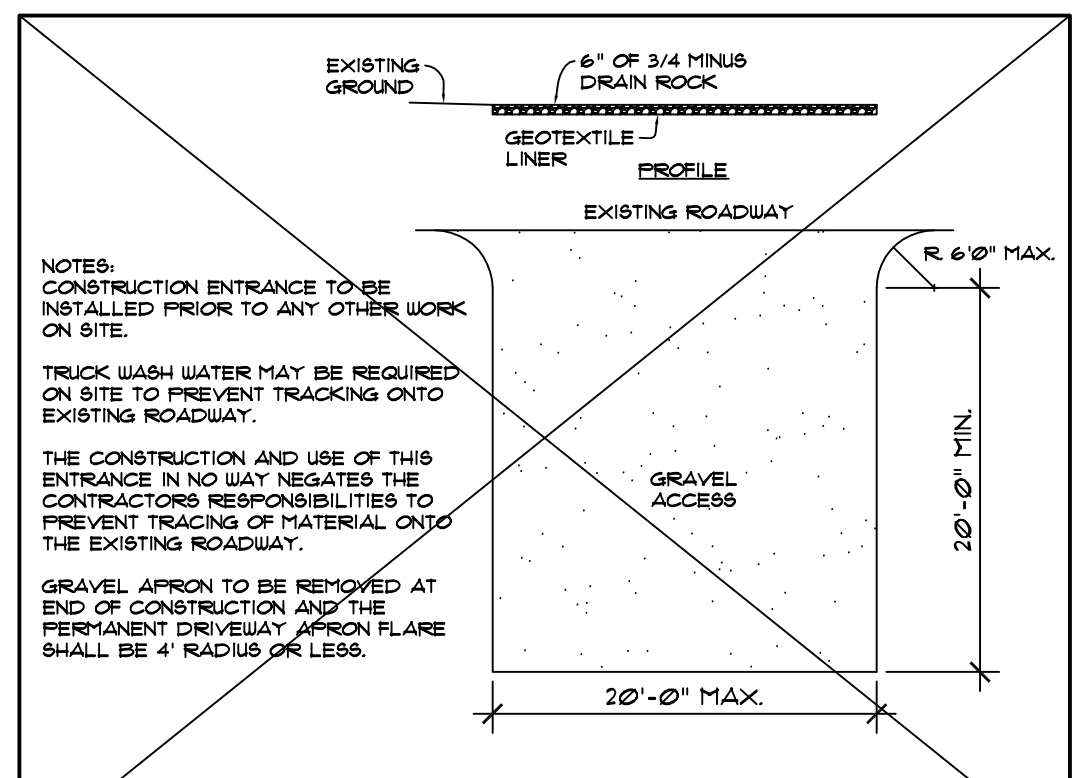 EXISTING
GROUND
6" OF 3/4 MINUS
DRAIN ROCK
GEOTEXTILE
LINER
PROFILE
EXISTING ROADWAY
R 6'0" MAX.
NOTES:
CONSTRUCTION ENTRANCE TO BE
INSTALLED PRIOR TO ANY OTHER WORK
ON SITE.
TRUCK WASH WATER MAY BE REQUIRED
ON SITE TO PREVENT TRACKING ONTO
EXISTING ROADWAY.
THE CONSTRUCTION AND USE OF THIS
ENTRANCE IN NO WAY NEGATES THE
CONTRACTORS RESPONSIBILITIES TO
PREVENT TRACING OF MATERIAL ONTO
THE EXISTING ROADWAY.
GRAVEL APRON TO BE REMOVED AT
END OF CONSTRUCTION AND THE
PERMANENT DRIVEWAY APRON FLARE
SHALL BE 4' RADIUS OR LESS.
GRAVEL
ACCESS
20'-0" MIN.
20'-0" MAX.